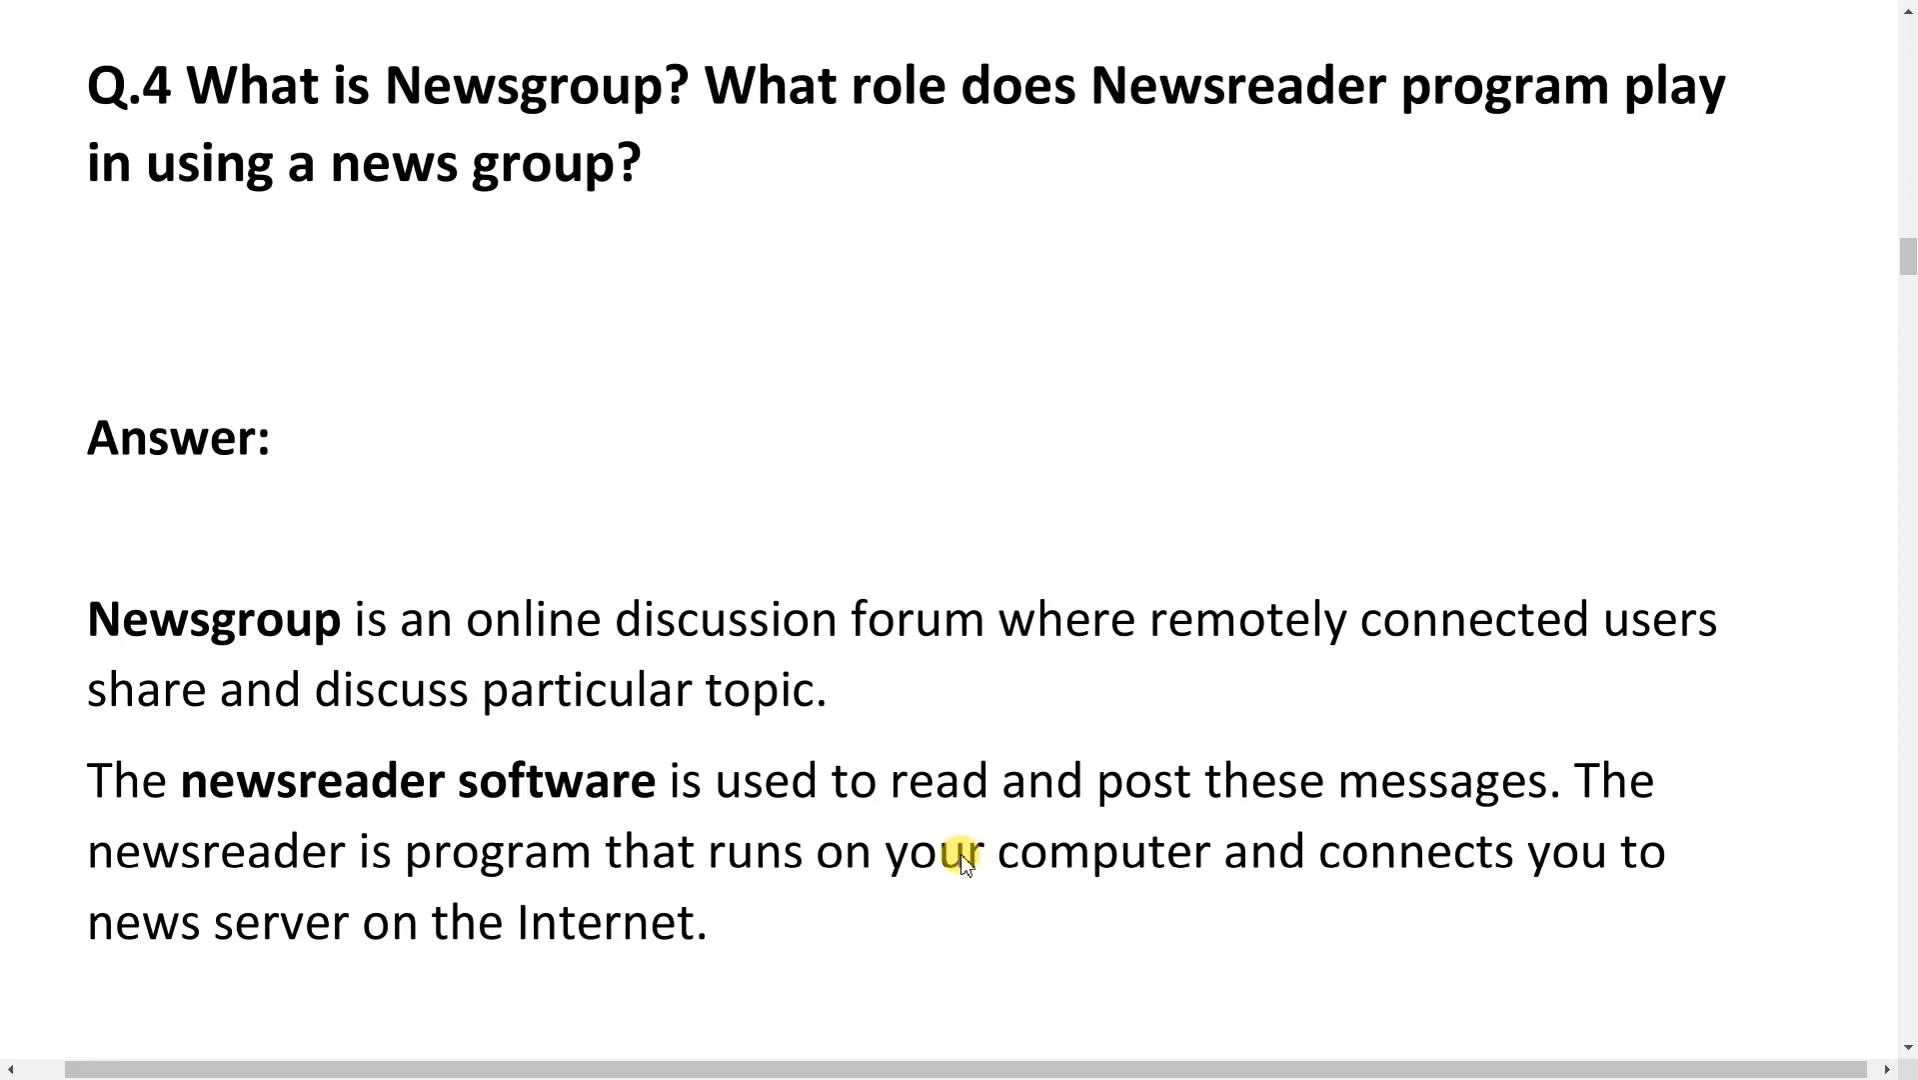 Q.4 What is Newsgroup? What role does Newsreader program play
in using a news group?
Answer:
Newsgroup is an online discussion forum where remotely connected users
share and discuss particular topic.
The newsreader software is used to read and post these messages. The
newsreader is program that runs on your computer and connects you to
news server on the Internet.